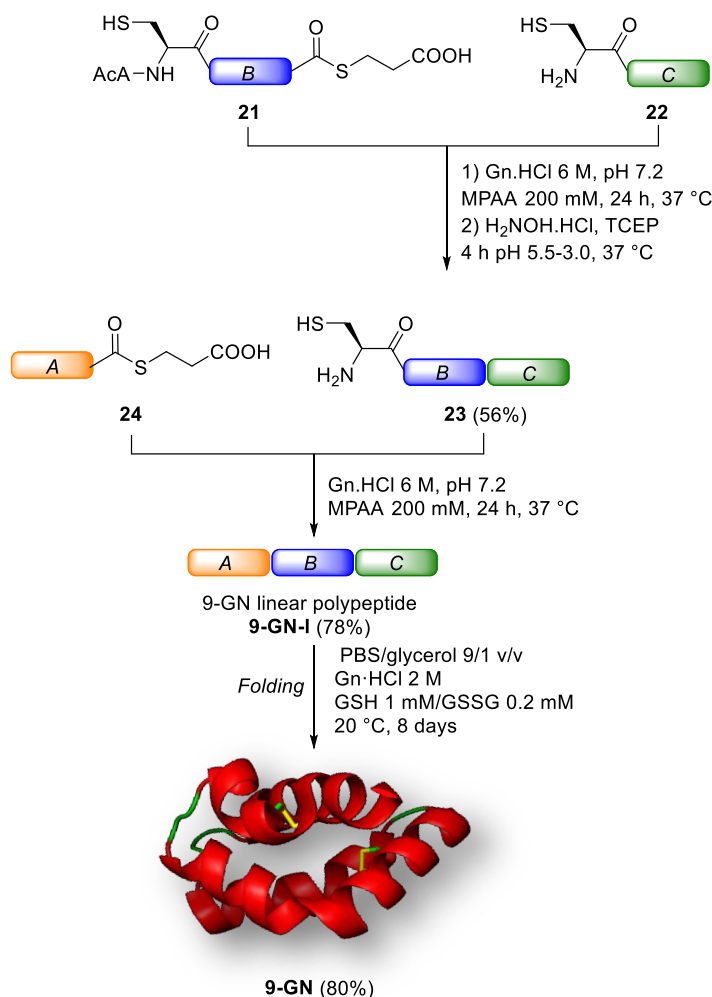 HS
O
O
AcA
NH
B
S
COOH
21
HS
O
H2N
C
22
1) Gn.HCl 6 M, pH 7.2
MPAA 200 mM, 24 h, 37 °C
2) H2NOH.HCl, TCEP
4 h pH 5.5-3.0, 37 °C
A
O
S
COOH
24
HS
O
H2N
B
C
23 (56%)
Gn.HCl 6 M, pH 7.2
MPAA 200 mM, 24 h, 37 °C
A
B
C
9-GN linear polypeptide
9-GN-l (78%)
Folding
PBS/glycerol 9/1 v/v
Gn·HCl 2 M
GSH 1 mM/GSSG 0.2 mM
20 °C, 8 days
9-GN (80%)